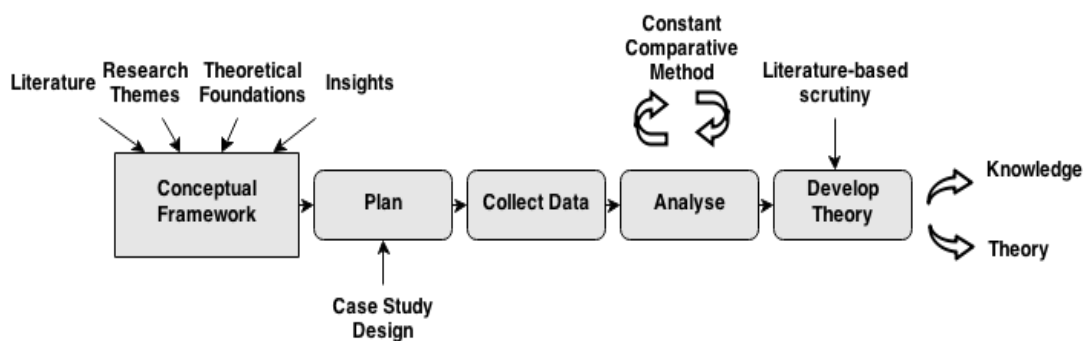 Literature
Research
Themes
Theoretical
Foundations
Insights
Conceptual
Framework
Plan
Case Study
Design
Collect Data
Constant
Comparative
Method
Analyse
Literature-based
scrutiny
Develop
Theory
Knowledge
Theory